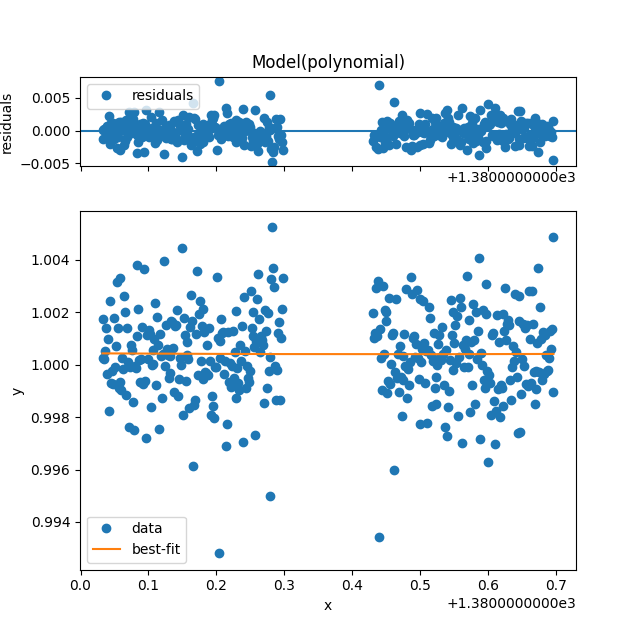 Model(polynomial)
residuals
0.005
0.000
−0.005
residuals
+1.3800000000e3
y
1.004
1.002
1.000
0.998
0.996
0.994
data
best-fit
0.0 0.1 0.2 0.3 0.4 0.5 0.6 0.7
x
+1.3800000000e3